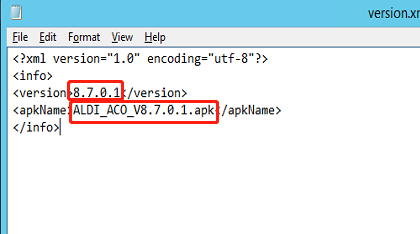 version.xm
File Edit Format View Help
<?xml version="1.0" encoding="utf-8"?>
<info>
<version>8.7.0.1</version>
<apkName>ALDI_ACO_V8.7.0.1.apk</apkName>
</info>